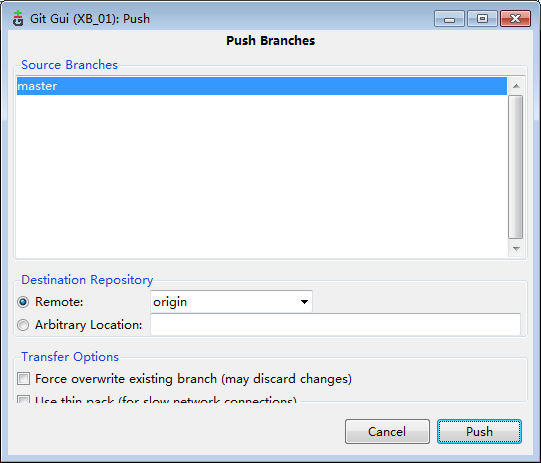 Git Gui (XB_01): Push
Push Branches
Source Branches
master
Destination Repository
Remote:
origin
Arbitrary Location:
Transfer Options
Force overwrite existing branch (may discard changes)
Use thin pack (for slow network connections)
Cancel
Push